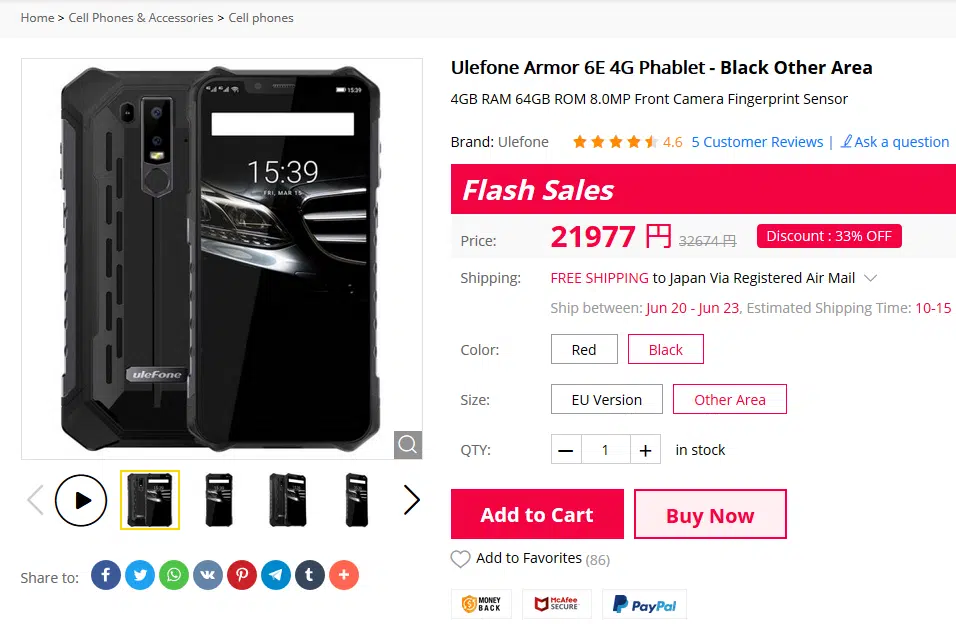 Home > Cell Phones & Accessories > Cell phones
Ulefone Armor 6E 4G Phablet - Black Other Area
4GB RAM 64GB ROM 8.0MP Front Camera Fingerprint Sensor
Brand: Ulefone 4.6 5 Customer Reviews | Ask a question
Flash Sales
Price: 21977 円 32674 円 Discount : 33% OFF
Shipping: FREE SHIPPING to Japan Via Registered Air Mail
Ship between: Jun 20 - Jun 23, Estimated Shipping Time: 10-15
Color: Red Black
Size: EU Version Other Area
QTY: - 1 + in stock
Add to Cart Buy Now
Add to Favorites (86)
MONEY BACK McAfee SECURE PayPal
15:39
15:39
FRI, MAR 15
uleFone
Share to: